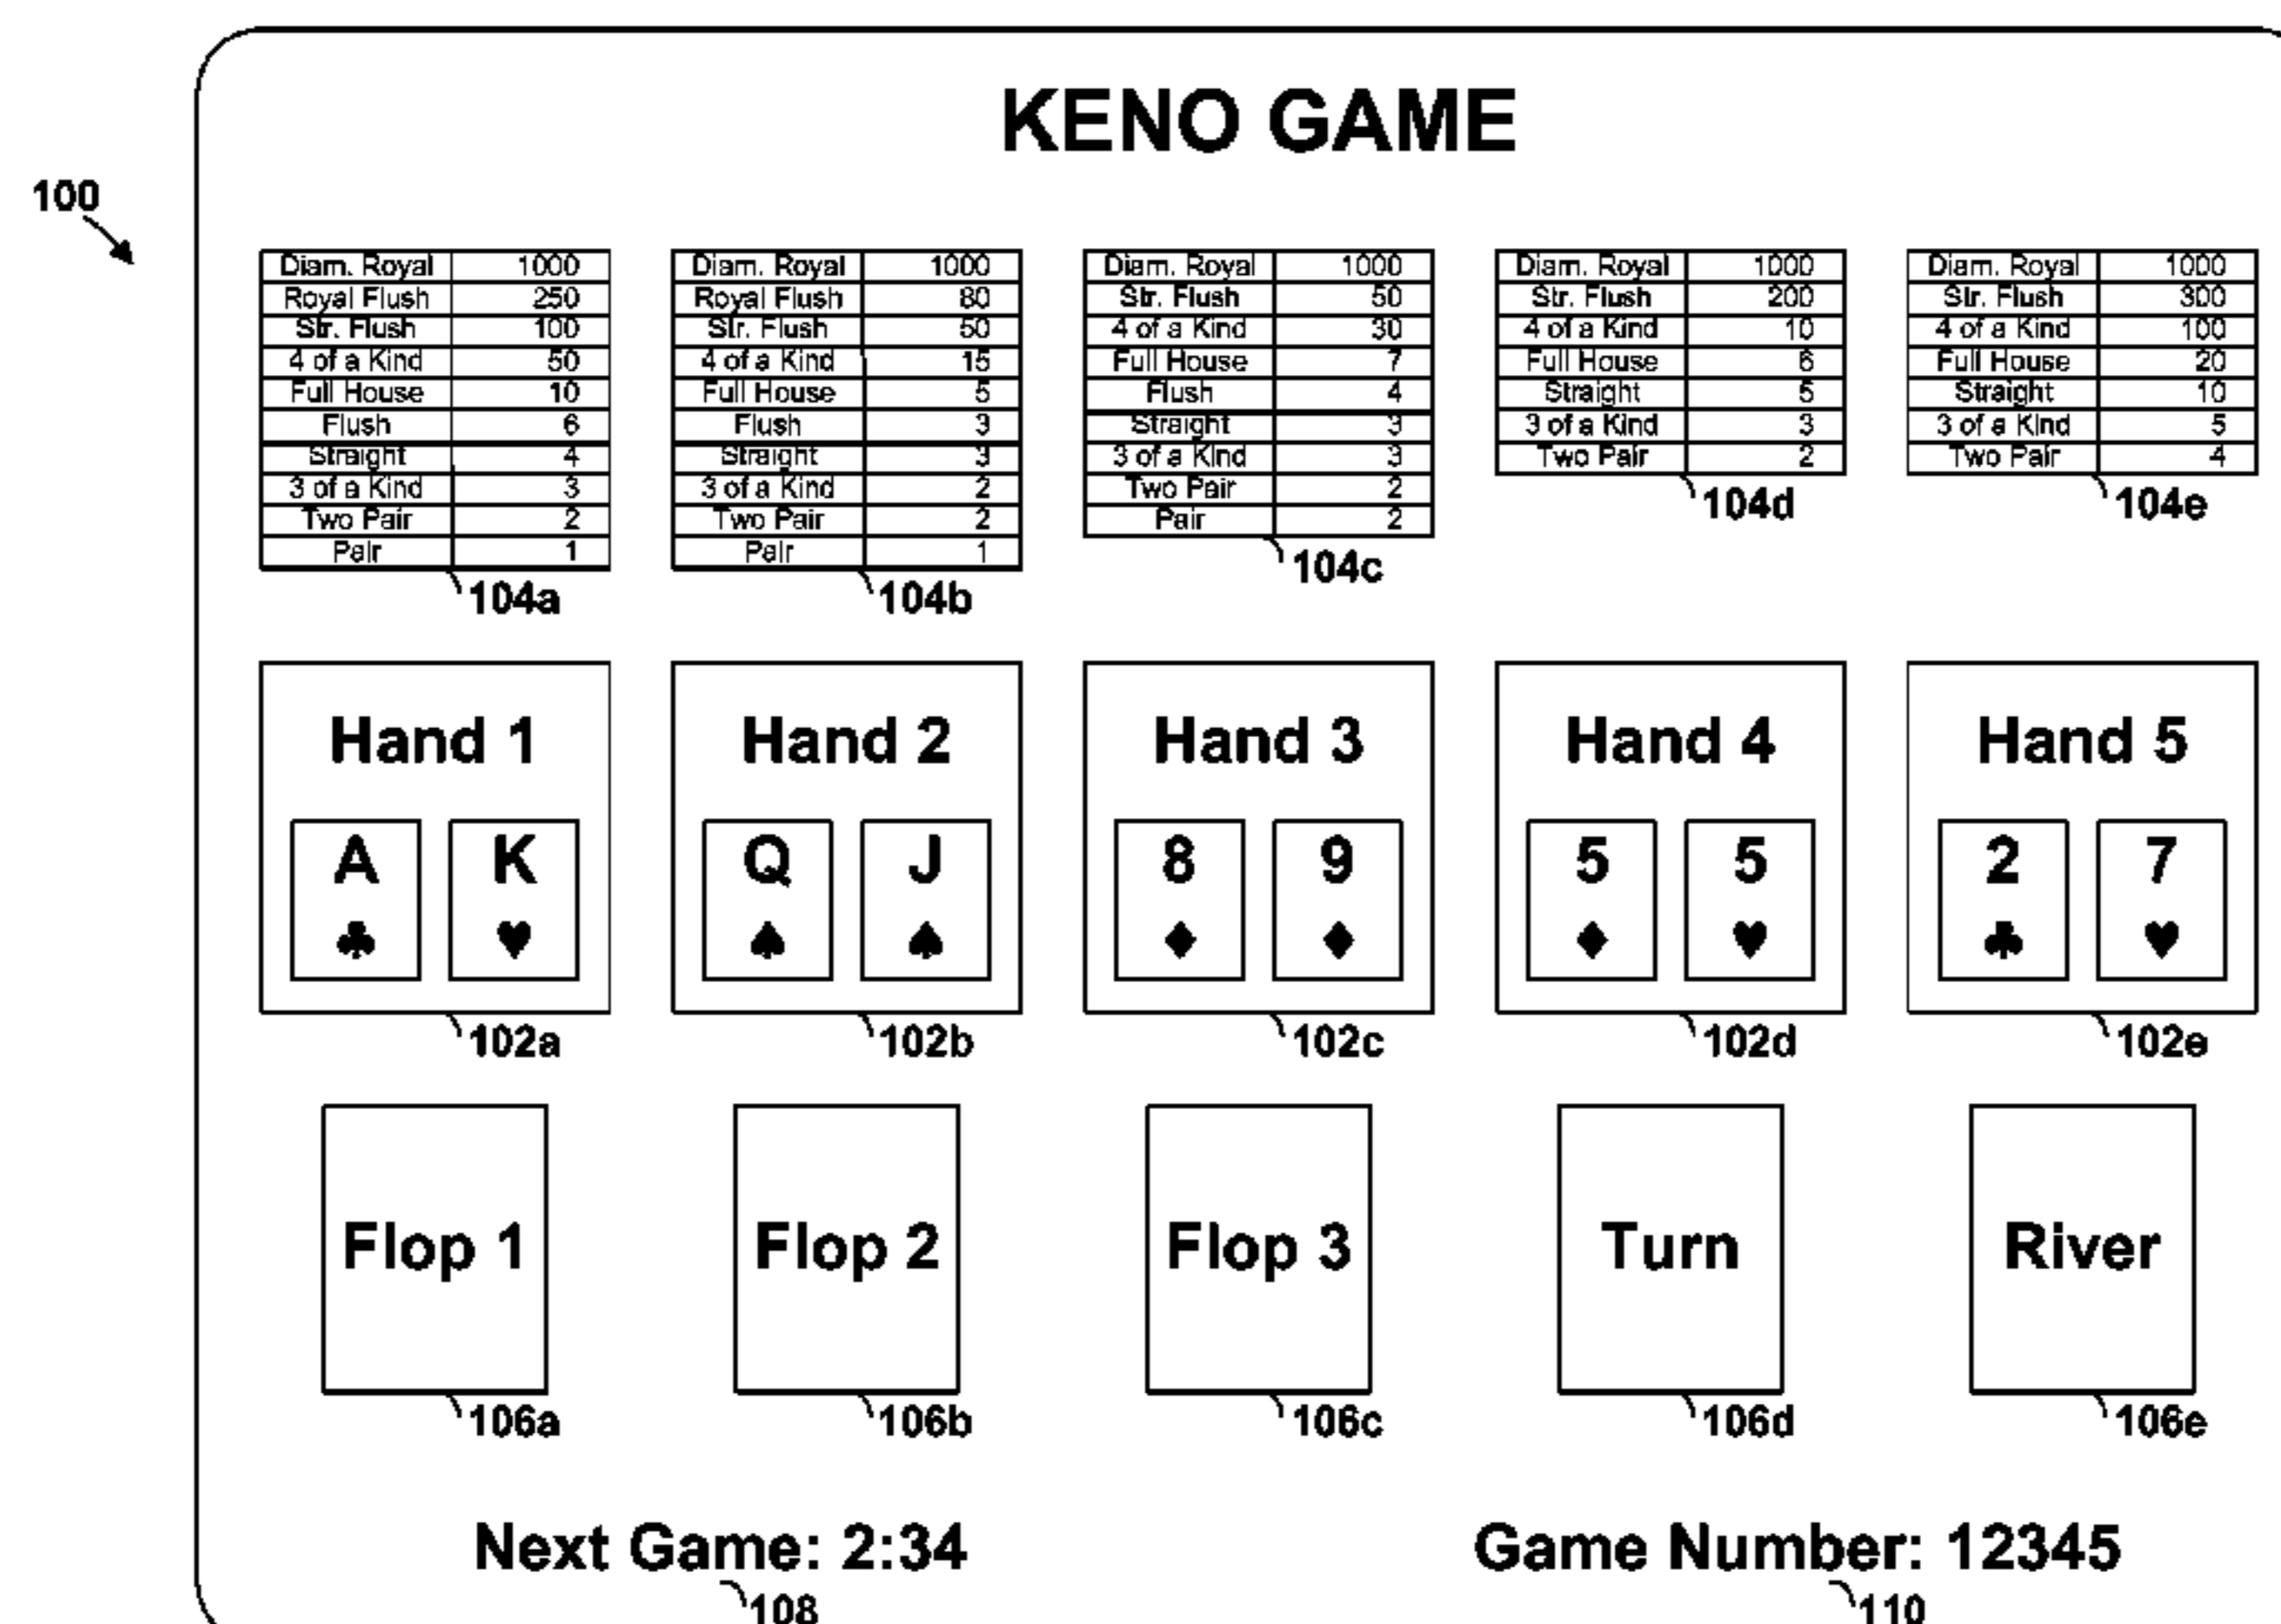 KENO GAME
100
Diam. Royal 1000
Royal Flush 250
Str. Flush 100
4 of a Kind 50
Full House 10
Flush 6
Straight 4
3 of a Kind 3
Two Pair 2
Pair 1
104a
Diam. Royal 1000
Royal Flush 80
Str. Flush 50
4 of a Kind 15
Full House 5
Flush 3
Straight 3
3 of a Kind 2
Two Pair 2
Pair 1
104b
Diam. Royal 1000
Str. Flush 50
4 of a Kind 30
Full House 7
Flush 4
Straight 3
3 of a Kind 3
Two Pair 2
Pair 2
104c
Diam. Royal 1000
Str. Flush 200
4 of a Kind 10
Full House 6
Straight 5
3 of a Kind 3
Two Pair 2
104d
Diam. Royal 1000
Str. Flush 300
4 of a Kind 100
Full House 20
Straight 10
3 of a Kind 5
Two Pair 4
104e
Hand 1
A K
♣ ♥
102a
Hand 2
Q J
♠ ♠
102b
Hand 3
8 9
♦ ♦
102c
Hand 4
5 5
♦ ♥
102d
Hand 5
2 7
♣ ♥
102e
Flop 1
106a
Flop 2
106b
Flop 3
106c
Turn
106d
River
106e
Next Game: 2:34
108
Game Number: 12345
110